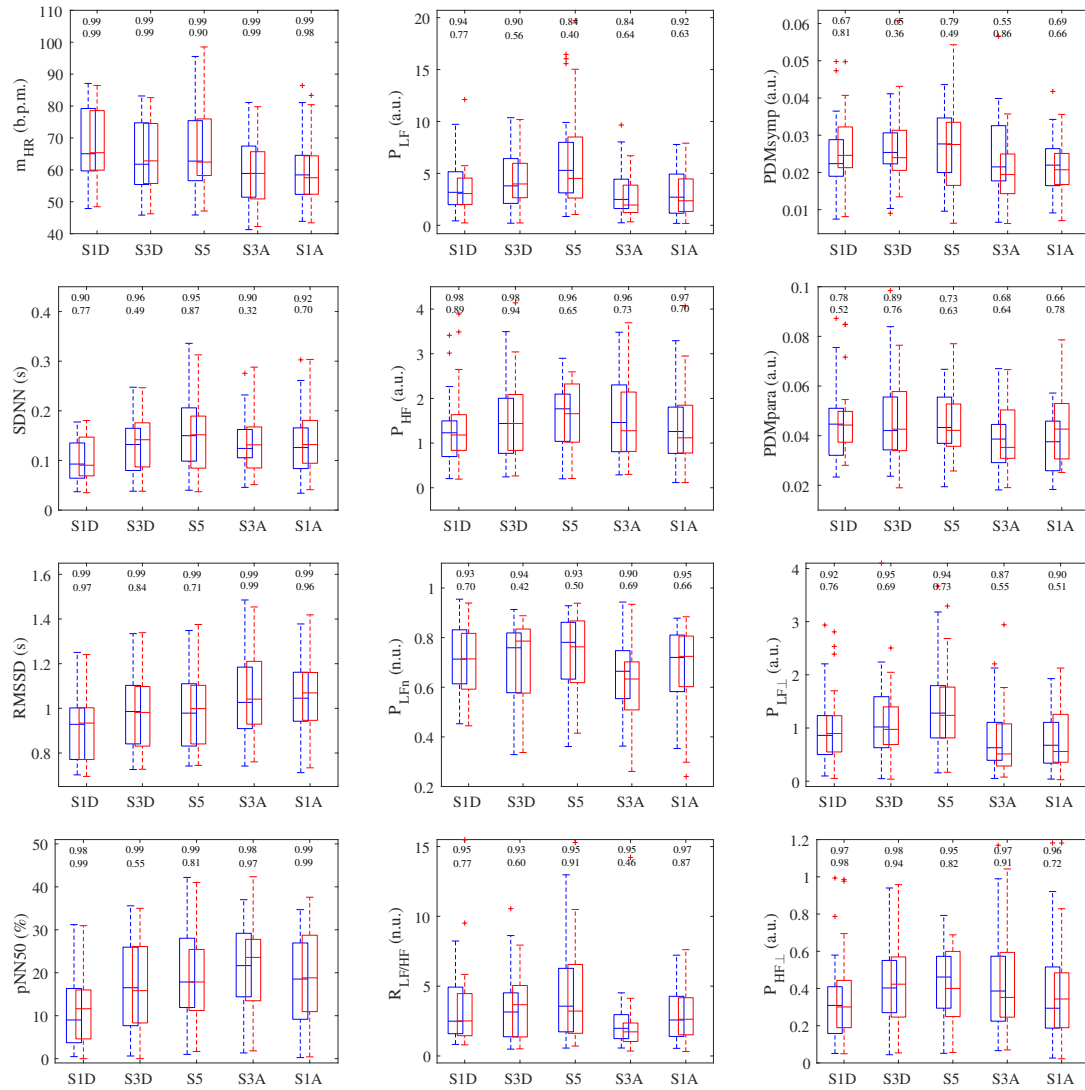 m_HR (b.p.m.)
110
100
90
80
70
60
50
40
0.99 0.99 0.99 0.99 0.99
0.99 0.99 0.90 0.99 0.98
S1D S3D S5 S3A S1A
P_LF (a.u.)
20
15
10
5
0
0.94 0.90 0.84 0.84 0.92
0.77 0.56 0.40 0.64 0.63
S1D S3D S5 S3A S1A
PDMsymp (a.u.)
0.06
0.05
0.04
0.03
0.02
0.01
0.67 0.65 0.79 0.55 0.69
0.81 0.36 0.49 0.86 0.66
S1D S3D S5 S3A S1A
SDNN (s)
0.4
0.3
0.2
0.1
0
0.90 0.96 0.95 0.90 0.92
0.77 0.49 0.87 0.32 0.70
S1D S3D S5 S3A S1A
P_HF (a.u.)
4
3
2
1
0
0.98 0.98 0.96 0.96 0.97
0.89 0.94 0.65 0.73 0.70
S1D S3D S5 S3A S1A
PDMpara (a.u.)
0.1
0.08
0.06
0.04
0.02
0.78 0.89 0.73 0.68 0.66
0.52 0.76 0.63 0.64 0.78
S1D S3D S5 S3A S1A
RMSSD (s)
1.6
1.4
1.2
1
0.8
0.99 0.99 0.99 0.99 0.99
0.97 0.84 0.71 0.99 0.96
S1D S3D S5 S3A S1A
P_LFn (n.u.)
1
0.8
0.6
0.4
0.2
0.93 0.94 0.93 0.90 0.95
0.70 0.42 0.50 0.69 0.66
S1D S3D S5 S3A S1A
P_LF⊥ (a.u.)
4
3
2
1
0
0.92 0.95 0.94 0.87 0.90
0.76 0.69 0.73 0.55 0.51
S1D S3D S5 S3A S1A
pNN50 (%)
50
40
30
20
10
0
0.98 0.99 0.99 0.98 0.99
0.99 0.55 0.81 0.97 0.99
S1D S3D S5 S3A S1A
R_LF/HF (n.u.)
15
10
5
0
0.95 0.93 0.95 0.95 0.97
0.77 0.60 0.91 0.46 0.87
S1D S3D S5 S3A S1A
P_HF⊥ (a.u.)
1.2
1
0.8
0.6
0.4
0.2
0
0.97 0.98 0.95 0.97 0.96
0.98 0.94 0.82 0.91 0.72
S1D S3D S5 S3A S1A